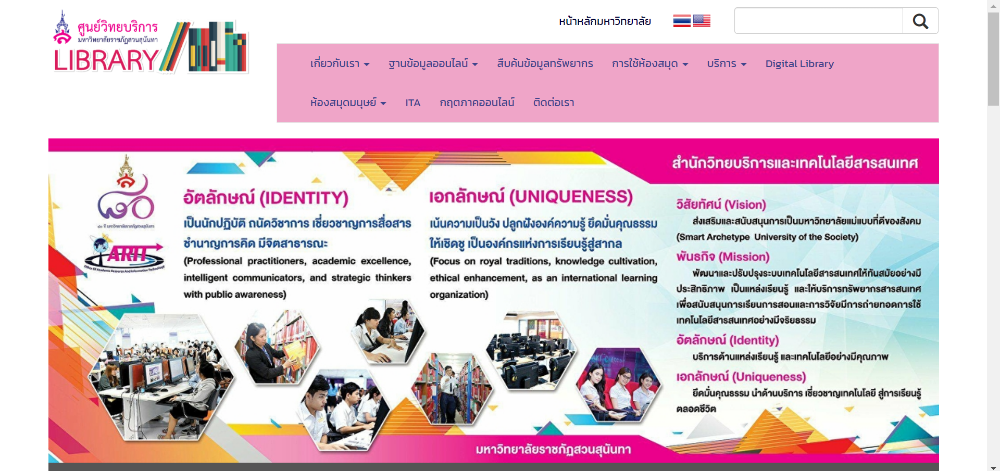 ศูนย์วิทยบริการ
มหาวิทยาลัยราชภัฏสวนสุนันทา
LIBRARY
หน้าหลักมหาวิทยาลัย
เกี่ยวกับเรา
ฐานข้อมูลออนไลน์
สืบค้นข้อมูลทรัพยากร
การใช้ห้องสมุด
บริการ
Digital Library
ห้องสมุดมนุษย์
ITA
กฤตภาคออนไลน์
ติดต่อเรา
สำนักวิทยบริการและเทคโนโลยีสารสนเทศ
๘๐ ปี มหาวิทยาลัยราชภัฏสวนสุนันทา
ARIT
Office Of Academic Resource And Information Technology
อัตลักษณ์ (IDENTITY)
เป็นนักปฏิบัติ ถนัดวิชาการ เชี่ยวชาญการสื่อสาร
ชำนาญการคิด มีจิตสาธารณะ
(Professional practitioners, academic excellence,
intelligent communicators, and strategic thinkers
with public awareness)
เอกลักษณ์ (UNIQUENESS)
เน้นความเป็นวัง ปลูกฝังองค์ความรู้ ยึดมั่นคุณธรรม
ให้เชิดชู เป็นองค์กรแห่งการเรียนรู้สู่สากล
(Focus on royal traditions, knowledge cultivation,
ethical enhancement, as an international learning
organization)
วิสัยทัศน์ (Vision)
ส่งเสริมและสนับสนุนการเป็นมหาวิทยาลัยแม่แบบที่ดีของสังคม
(Smart Archetype University of the Society)
พันธกิจ (Mission)
พัฒนาและปรับปรุงระบบเทคโนโลยีสารสนเทศให้ทันสมัยอย่างมี
ประสิทธิภาพ เป็นแหล่งเรียนรู้ และให้บริการทรัพยากรสารสนเทศ
เพื่อสนับสนุนการเรียนการสอนและการวิจัยมีการถ่ายทอดการใช้
เทคโนโลยีสารสนเทศอย่างมีจริยธรรม
อัตลักษณ์ (Identity)
บริการด้านแหล่งเรียนรู้ และเทคโนโลยีอย่างมีคุณภาพ
เอกลักษณ์ (Uniqueness)
ยึดมั่นคุณธรรม นำด้านบริการ เชี่ยวชาญเทคโนโลยี สู่การเรียนรู้
ตลอดชีวิต
มหาวิทยาลัยราชภัฏสวนสุนันทา